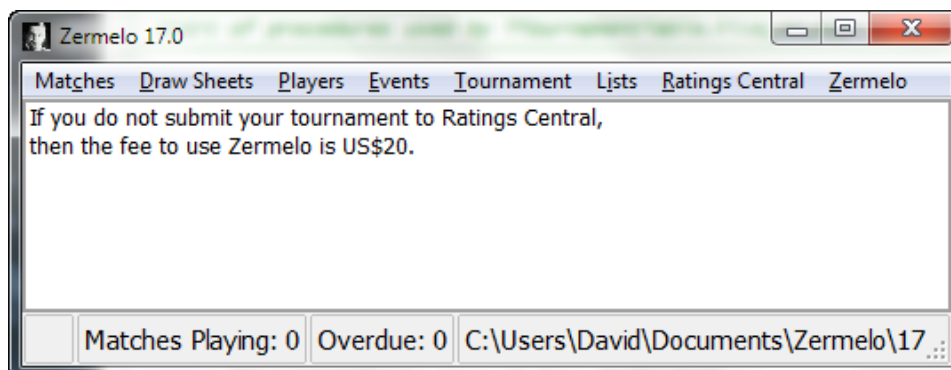 Zermelo 17.0
Matches Draw Sheets Players Events Tournament Lists Ratings Central Zermelo
If you do not submit your tournament to Ratings Central,
then the fee to use Zermelo is US$20.
Matches Playing: 0 Overdue: 0 C:\Users\David\Documents\Zermelo\17